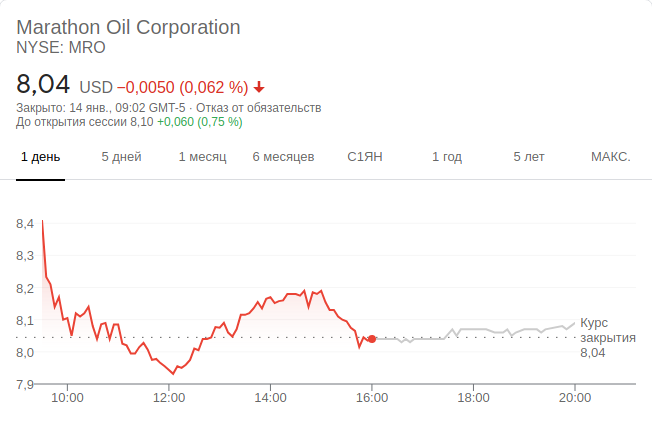 Marathon Oil Corporation
NYSE: MRO
8,04 USD −0,0050 (0,062 %)
Закрыто: 14 янв., 09:02 GMT-5 · Отказ от обязательств
До открытия сессии 8,10 +0,060 (0,75 %)
1 день 5 дней 1 месяц 6 месяцев С1ЯН 1 год 5 лет МАКС.
8,4
8,3
8,2
8,1
8,0
7,9
Курс
закрытия
8,04
10:00 12:00 14:00 16:00 18:00 20:00